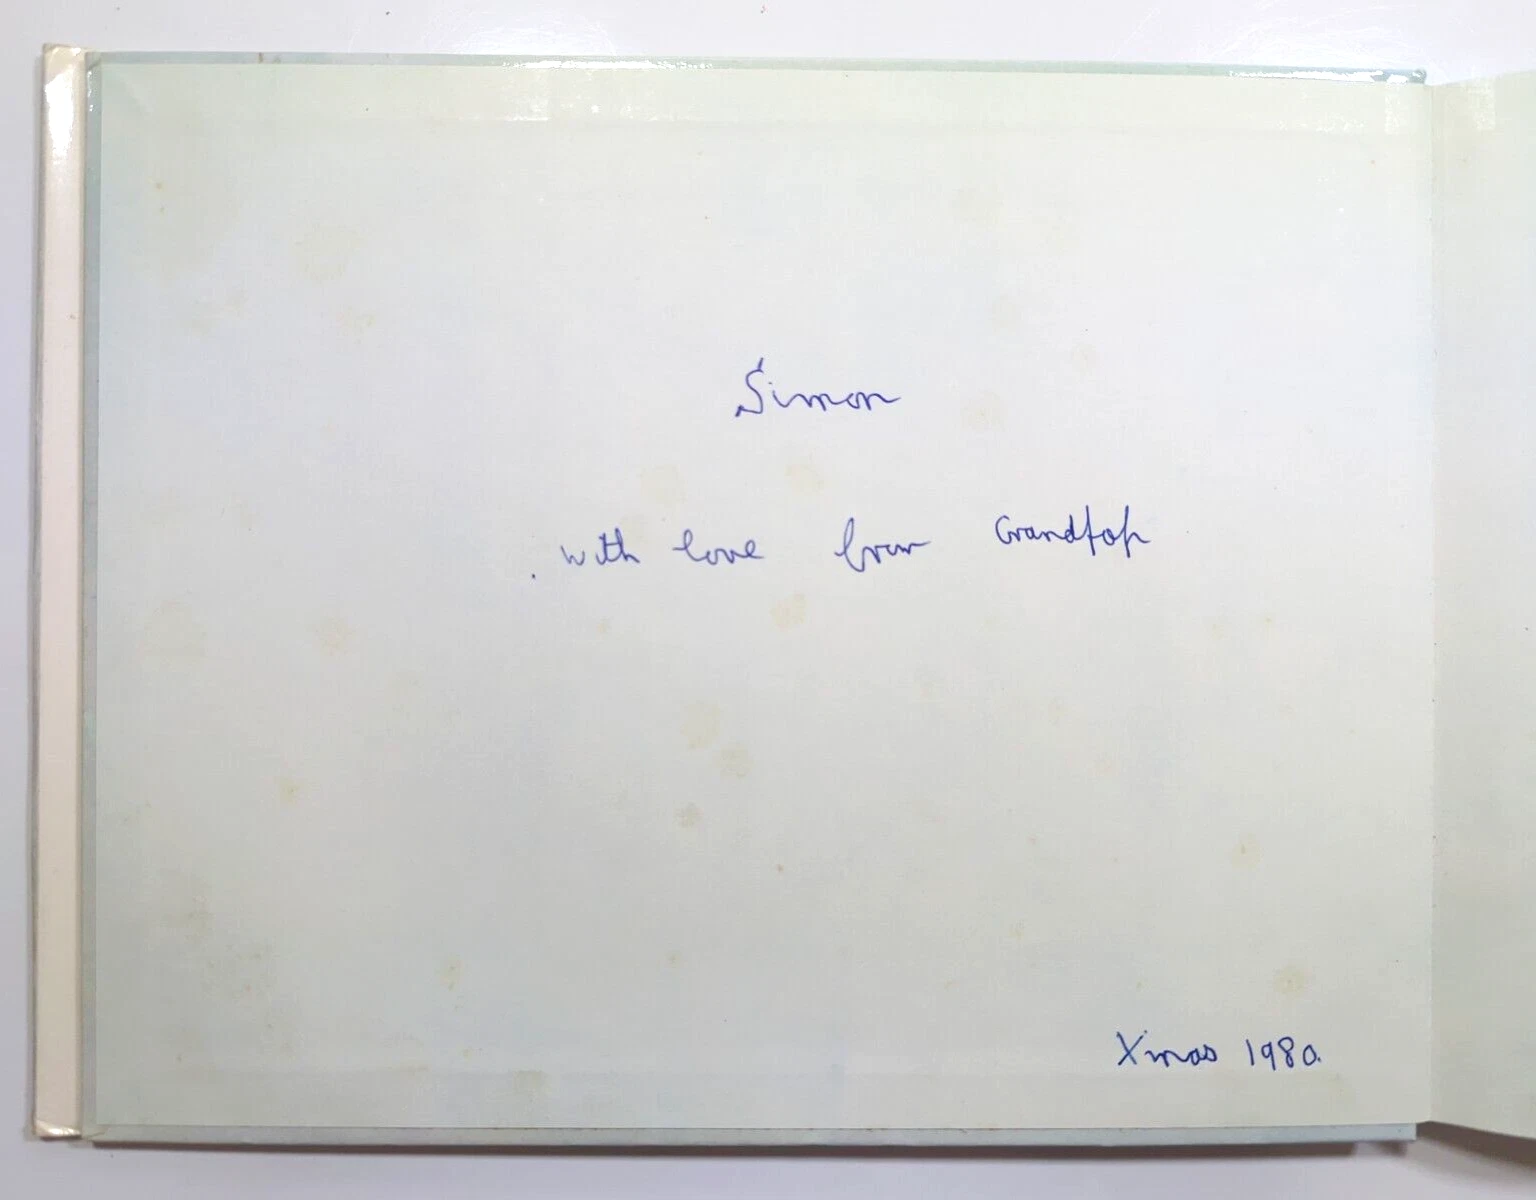 Simon
with love from Grandpop
Xmas 1980.